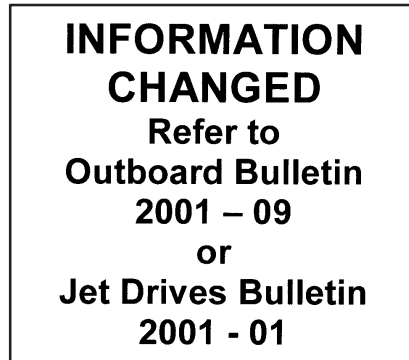 INFORMATION
CHANGED
Refer to
Outboard Bulletin
2001 – 09
or
Jet Drives Bulletin
2001 - 01